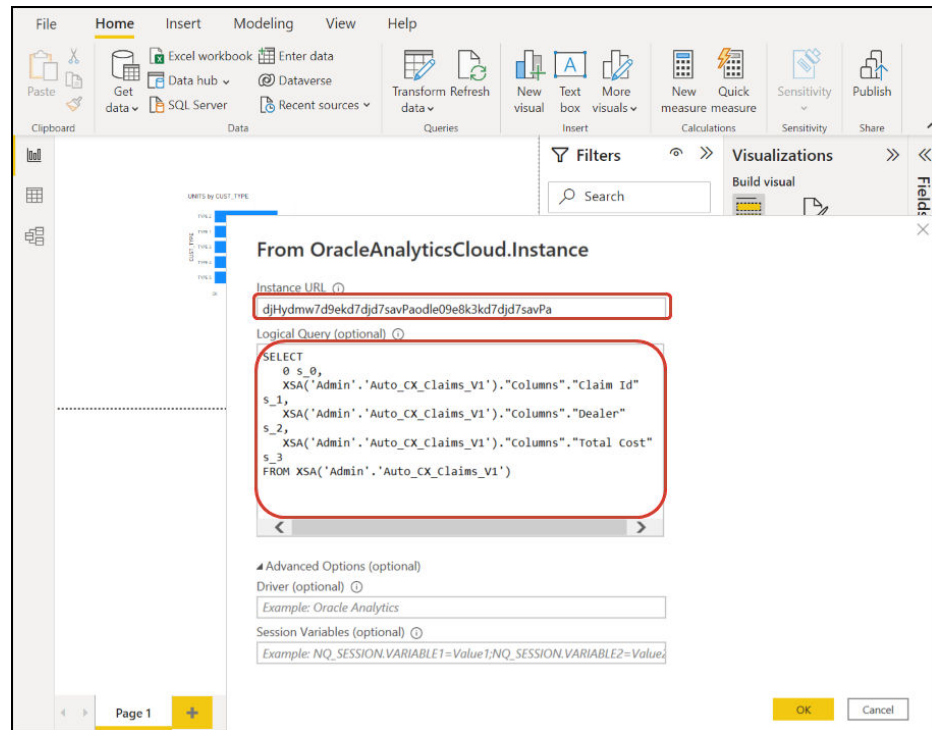 File Home Insert Modeling View Help
Paste
Clipboard
Get data
Excel workbook
Data hub
SQL Server
Enter data
Dataverse
Recent sources
Data
Transform data
Refresh
Queries
New visual
Text box
More visuals
Insert
New measure
Quick measure
Calculations
Sensitivity
Sensitivity
Publish
Share
Filters
Search
Visualizations
Build visual
Fields
UNITS by CUST_TYPE
CUST_TYPE
From OracleAnalyticsCloud.Instance
Instance URL
djHydmw7d9ekd7djd7savPaodle09e8k3kd7djd7savPa
Logical Query (optional)
SELECT
0 s_0,
XSA('Admin'.'Auto_CX_Claims_V1')."Columns"."Claim Id"
s_1,
XSA('Admin'.'Auto_CX_Claims_V1')."Columns"."Dealer"
s_2,
XSA('Admin'.'Auto_CX_Claims_V1')."Columns"."Total Cost"
s_3
FROM XSA('Admin'.'Auto_CX_Claims_V1')
Advanced Options (optional)
Driver (optional)
Example: Oracle Analytics
Session Variables (optional)
Example: NQ_SESSION.VARIABLE1=Value1;NQ_SESSION.VARIABLE2=Value2
OK Cancel
Page 1